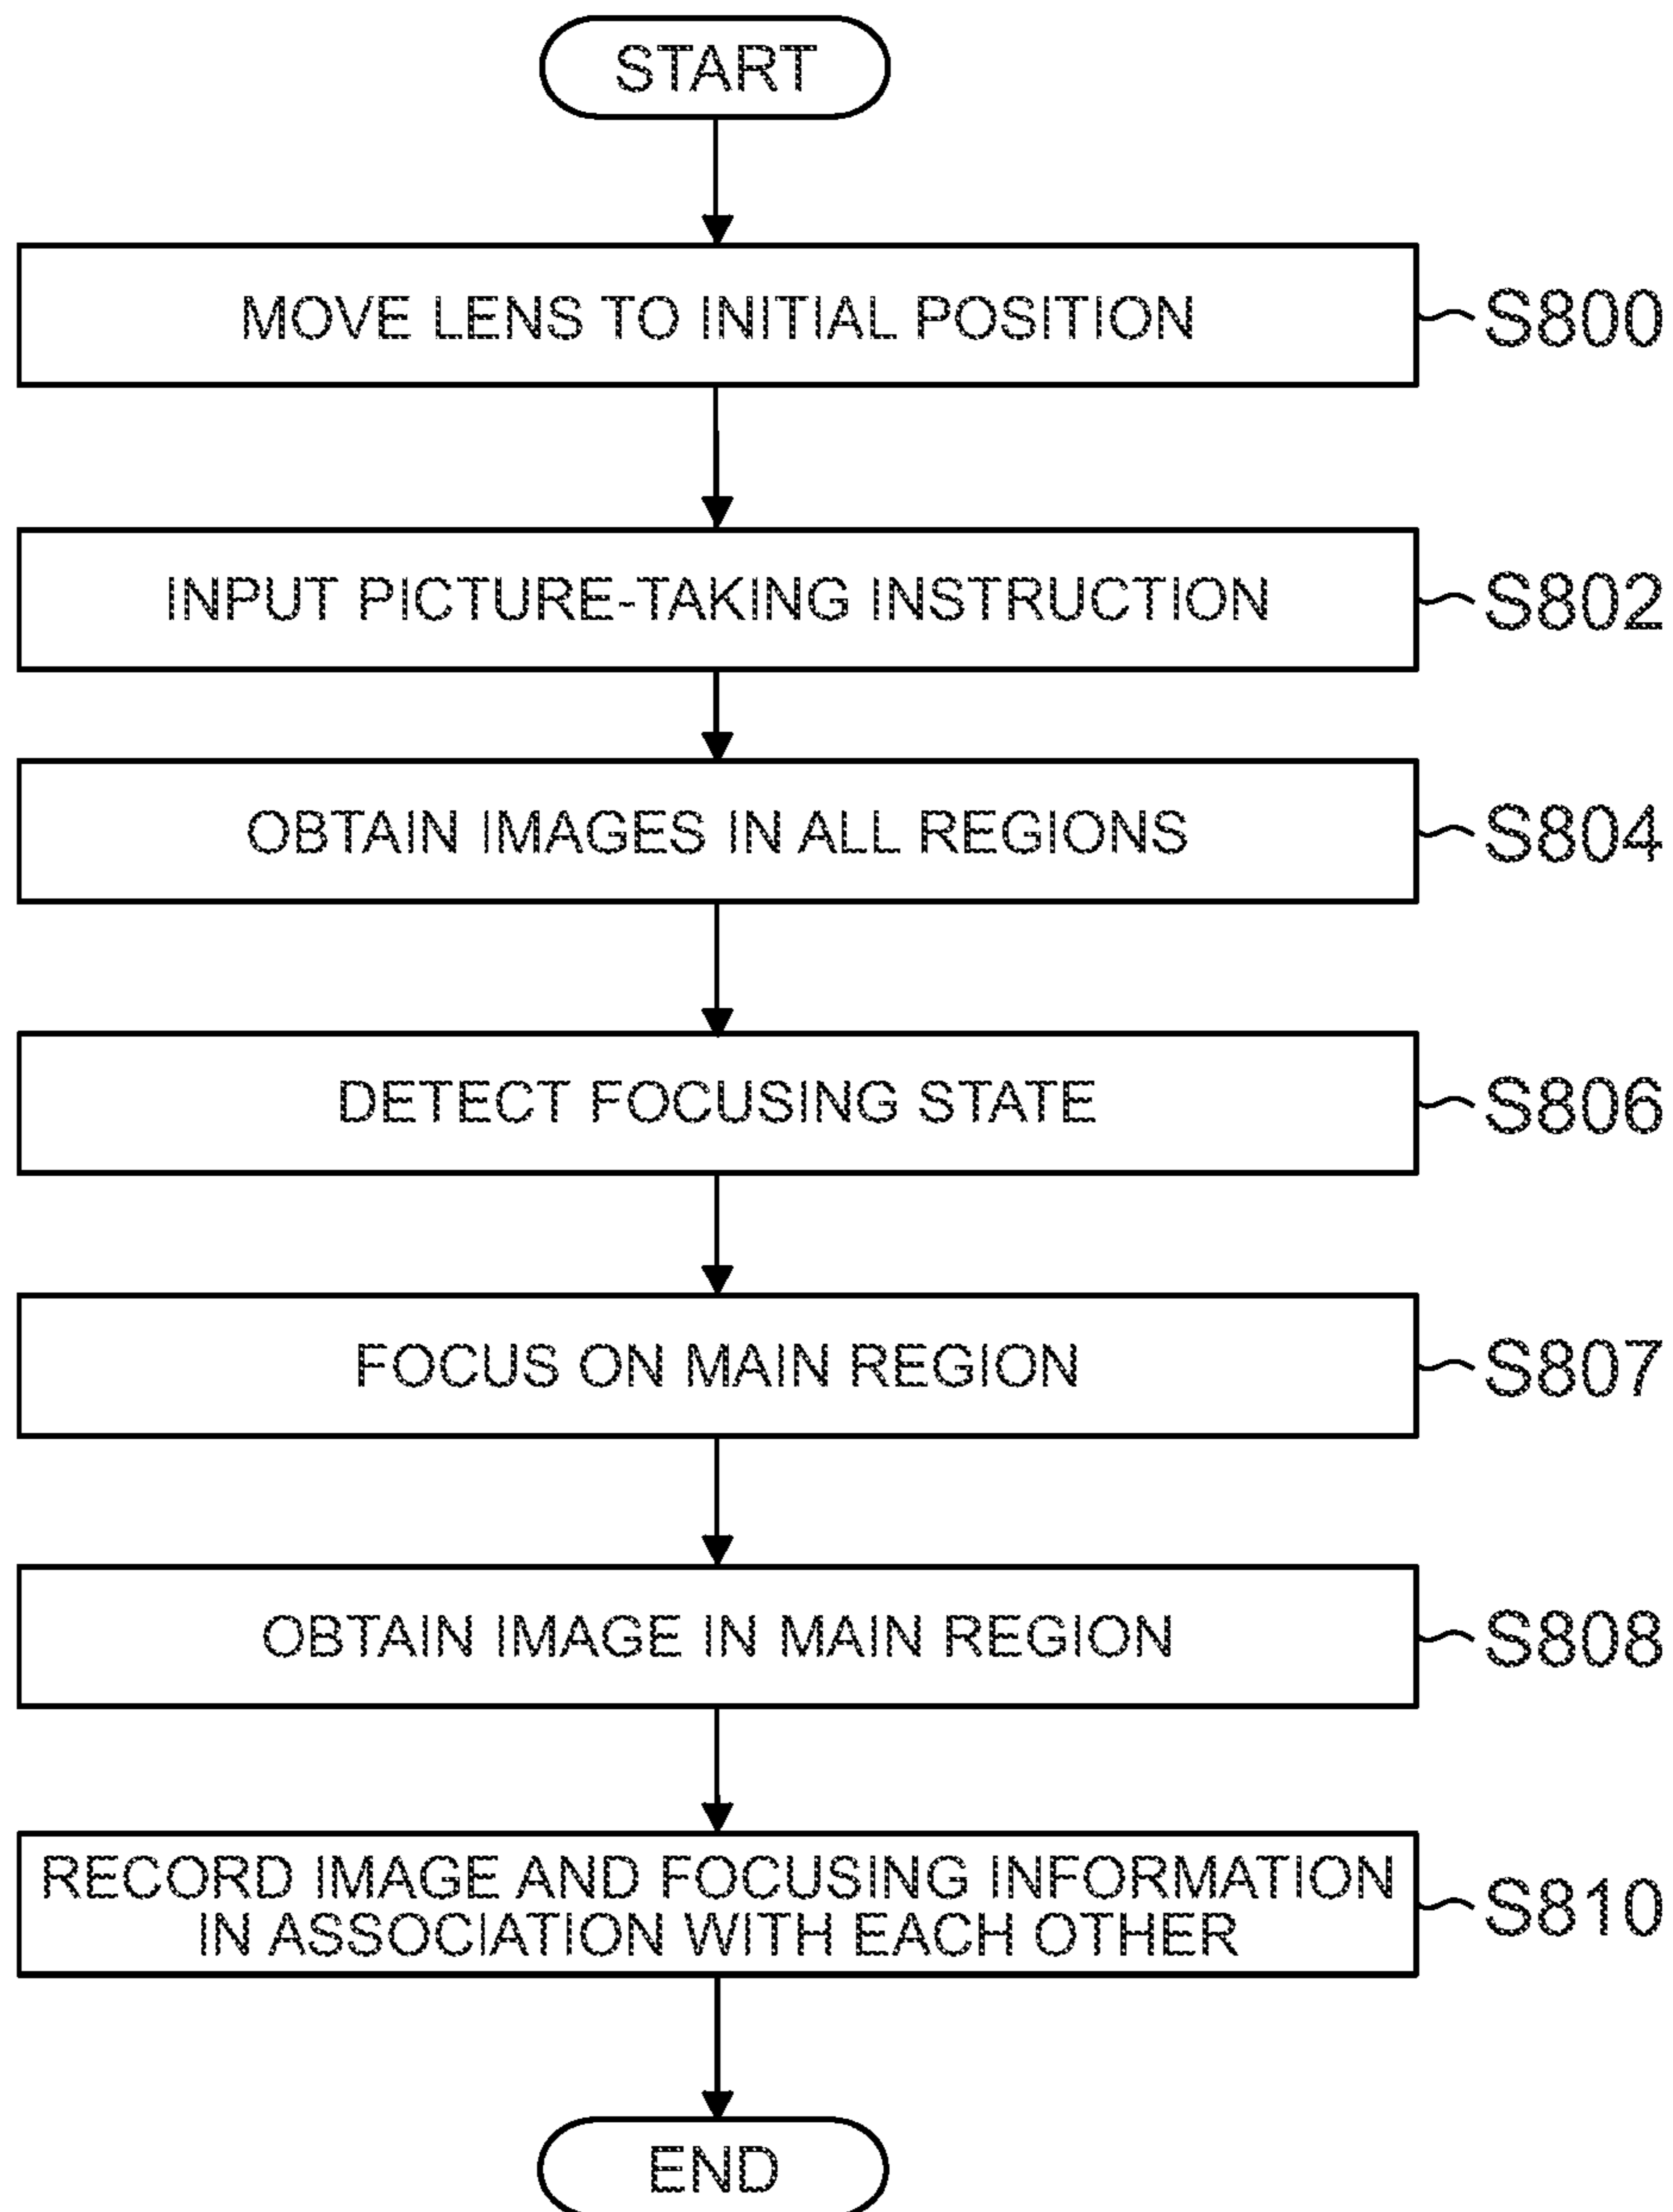 START
MOVE LENS TO INITIAL POSITION
S800
INPUT PICTURE-TAKING INSTRUCTION
S802
OBTAIN IMAGES IN ALL REGIONS
S804
DETECT FOCUSING STATE
S806
FOCUS ON MAIN REGION
S807
OBTAIN IMAGE IN MAIN REGION
S808
RECORD IMAGE AND FOCUSING INFORMATION
IN ASSOCIATION WITH EACH OTHER
S810
END